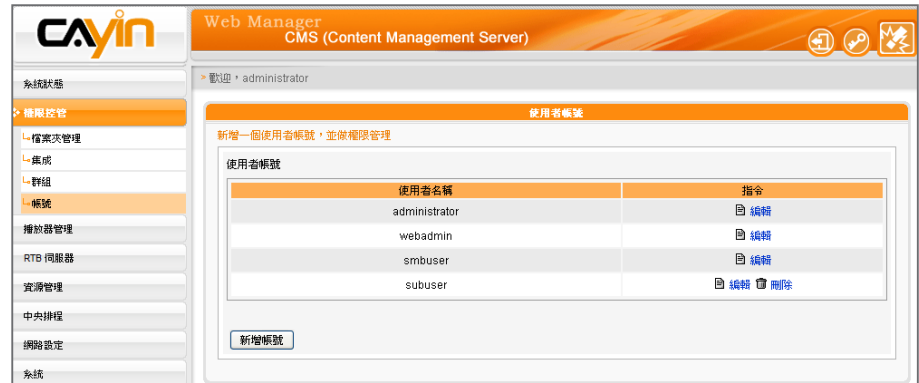 CAYIN
Web Manager
CMS (Content Management Server)
歡迎，administrator
系統狀態
權限控管
檔案夾管理
集成
群組
帳號
播放器管理
RTB 伺服器
資源管理
中央排程
網路設定
系統
使用者帳號
新增一個使用者帳號，並做權限管理
使用者帳號
使用者名稱 指令
administrator 編輯
webadmin 編輯
smbuser 編輯
subuser 編輯 刪除
新增帳號